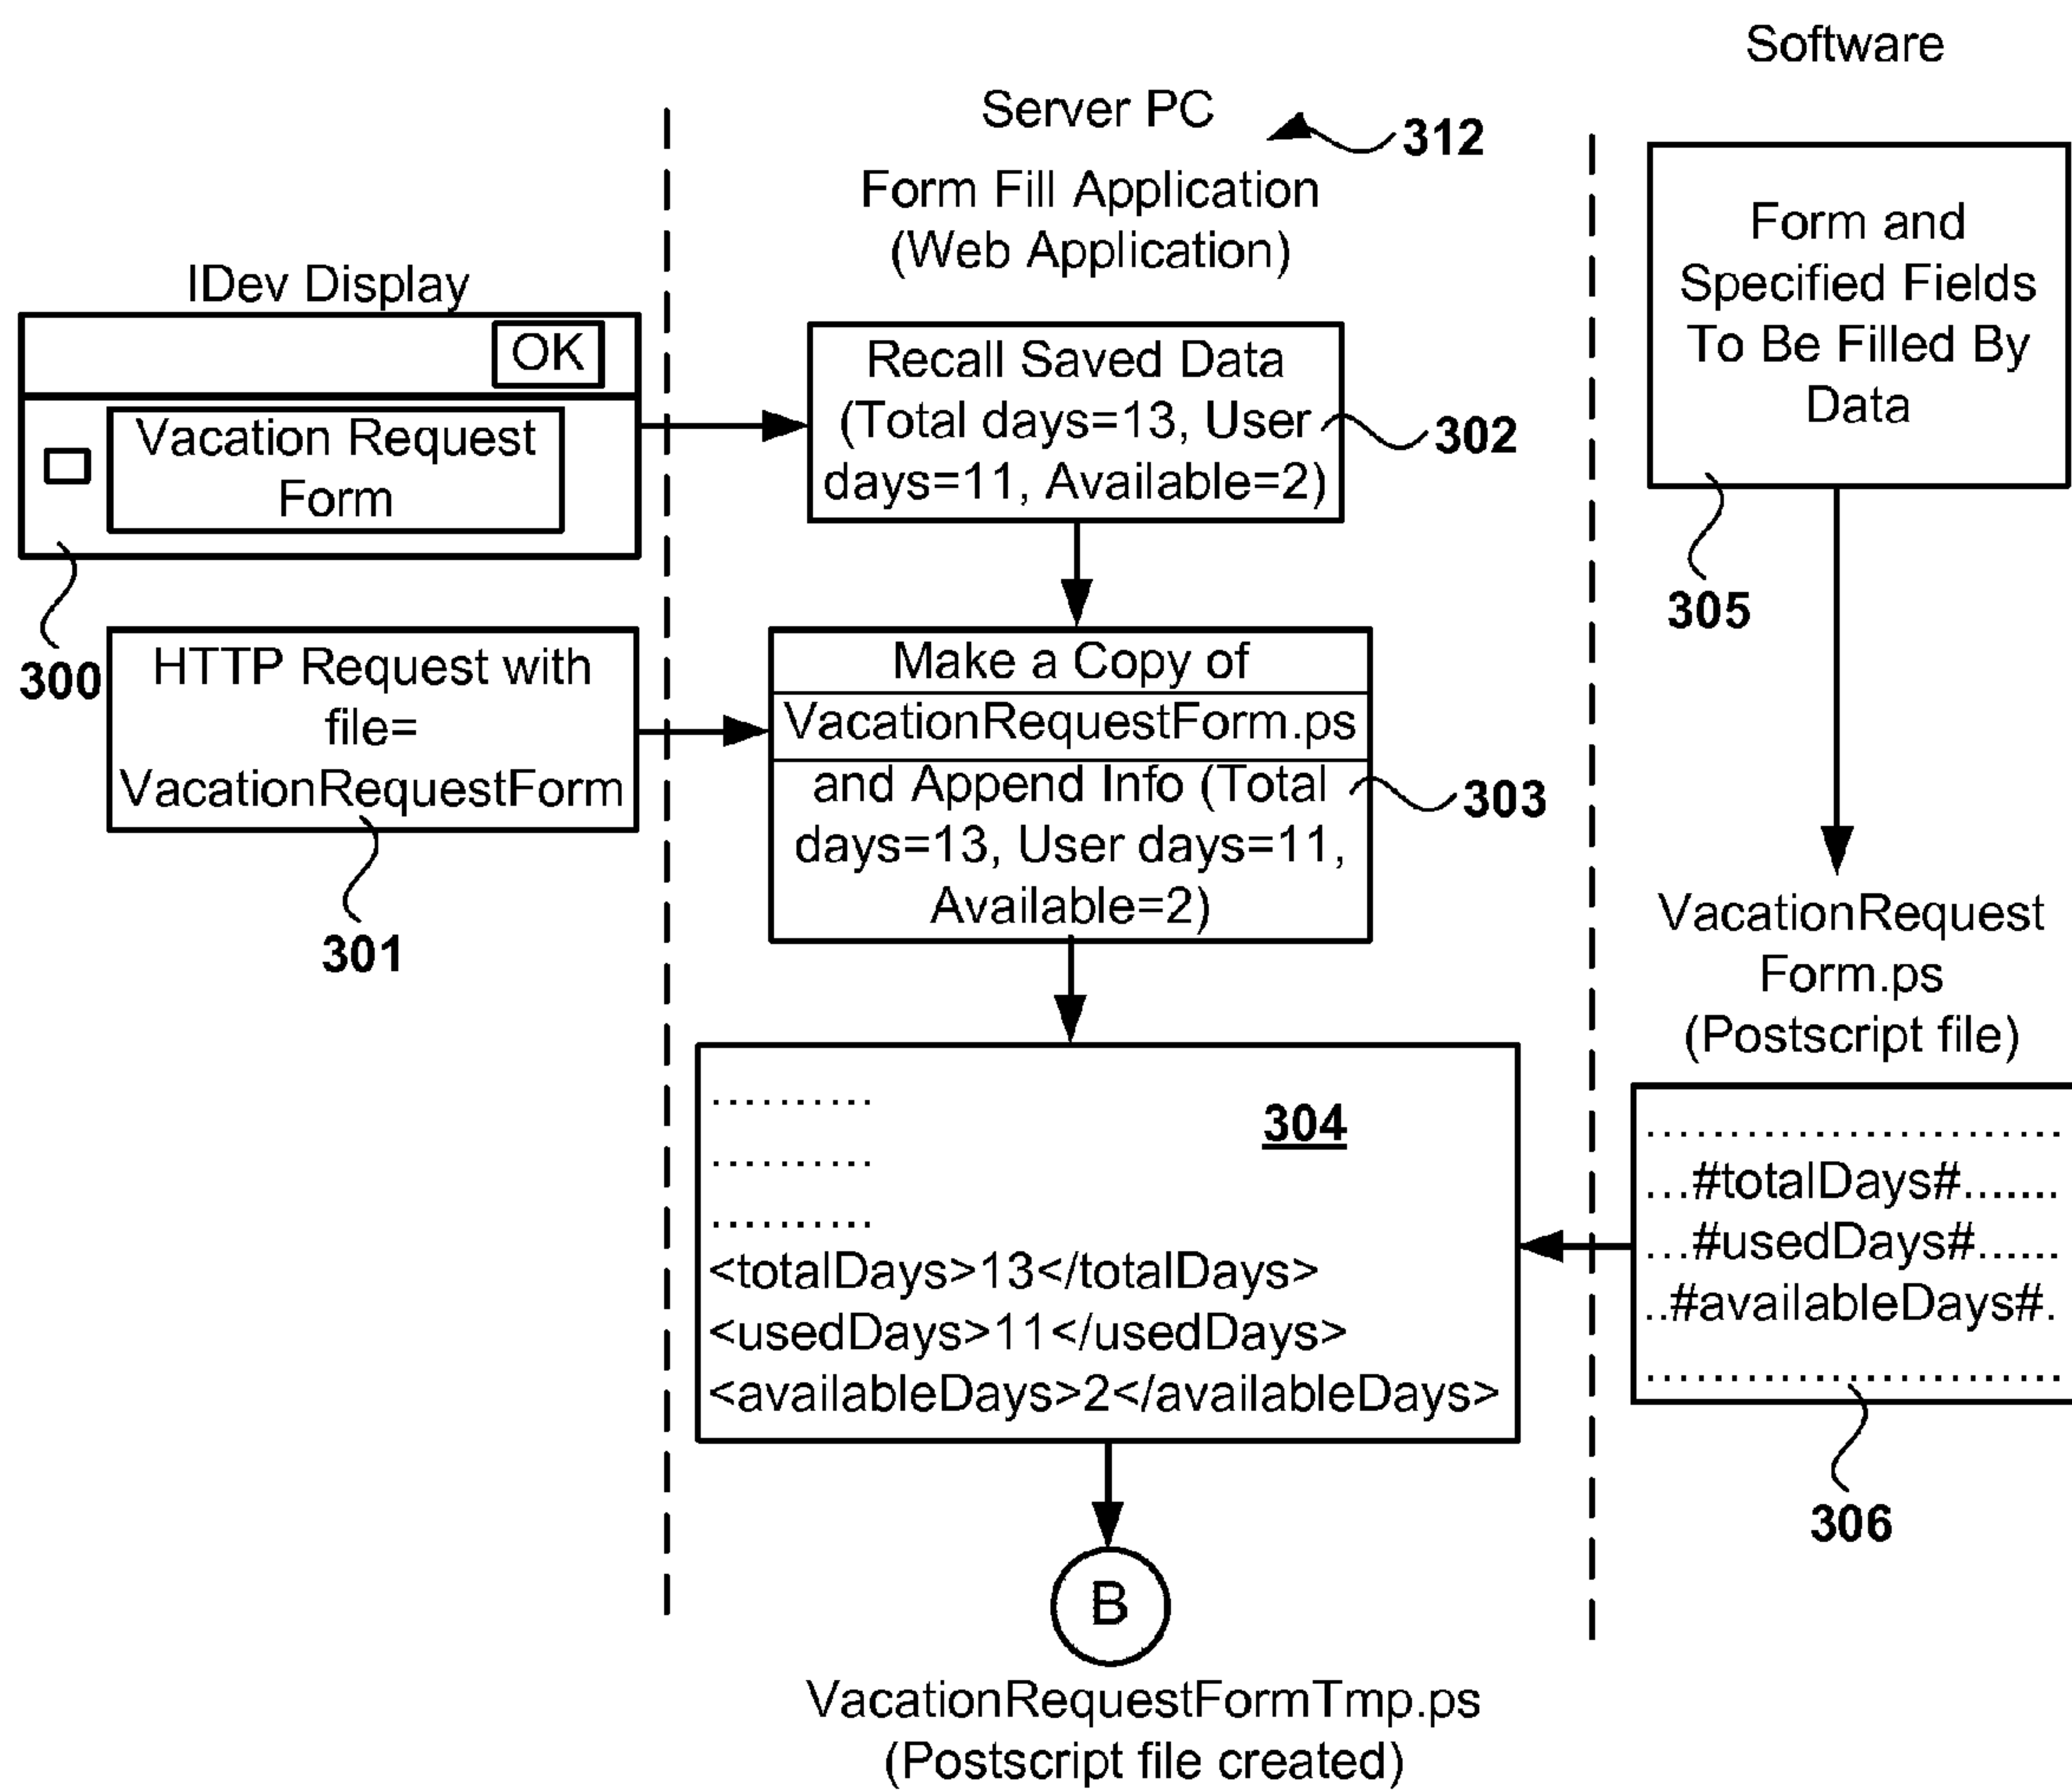 IDev Display
OK
Vacation Request
Form
300
HTTP Request with
file=
VacationRequestForm
301
Server PC
312
Form Fill Application
(Web Application)
Recall Saved Data
(Total days=13, User
days=11, Available=2)
302
Make a Copy of
VacationRequestForm.ps
and Append Info (Total
days=13, User days=11,
Available=2)
303
..........
304
..........
..........
<totalDays>13</totalDays>
<usedDays>11</usedDays>
<availableDays>2</availableDays>
B
VacationRequestFormTmp.ps
(Postscript file created)
Software
Form and
Specified Fields
To Be Filled By
Data
305
VacationRequest
Form.ps
(Postscript file)
.........................
...#totalDays#.......
...#usedDays#......
..#availableDays#.
.........................
306